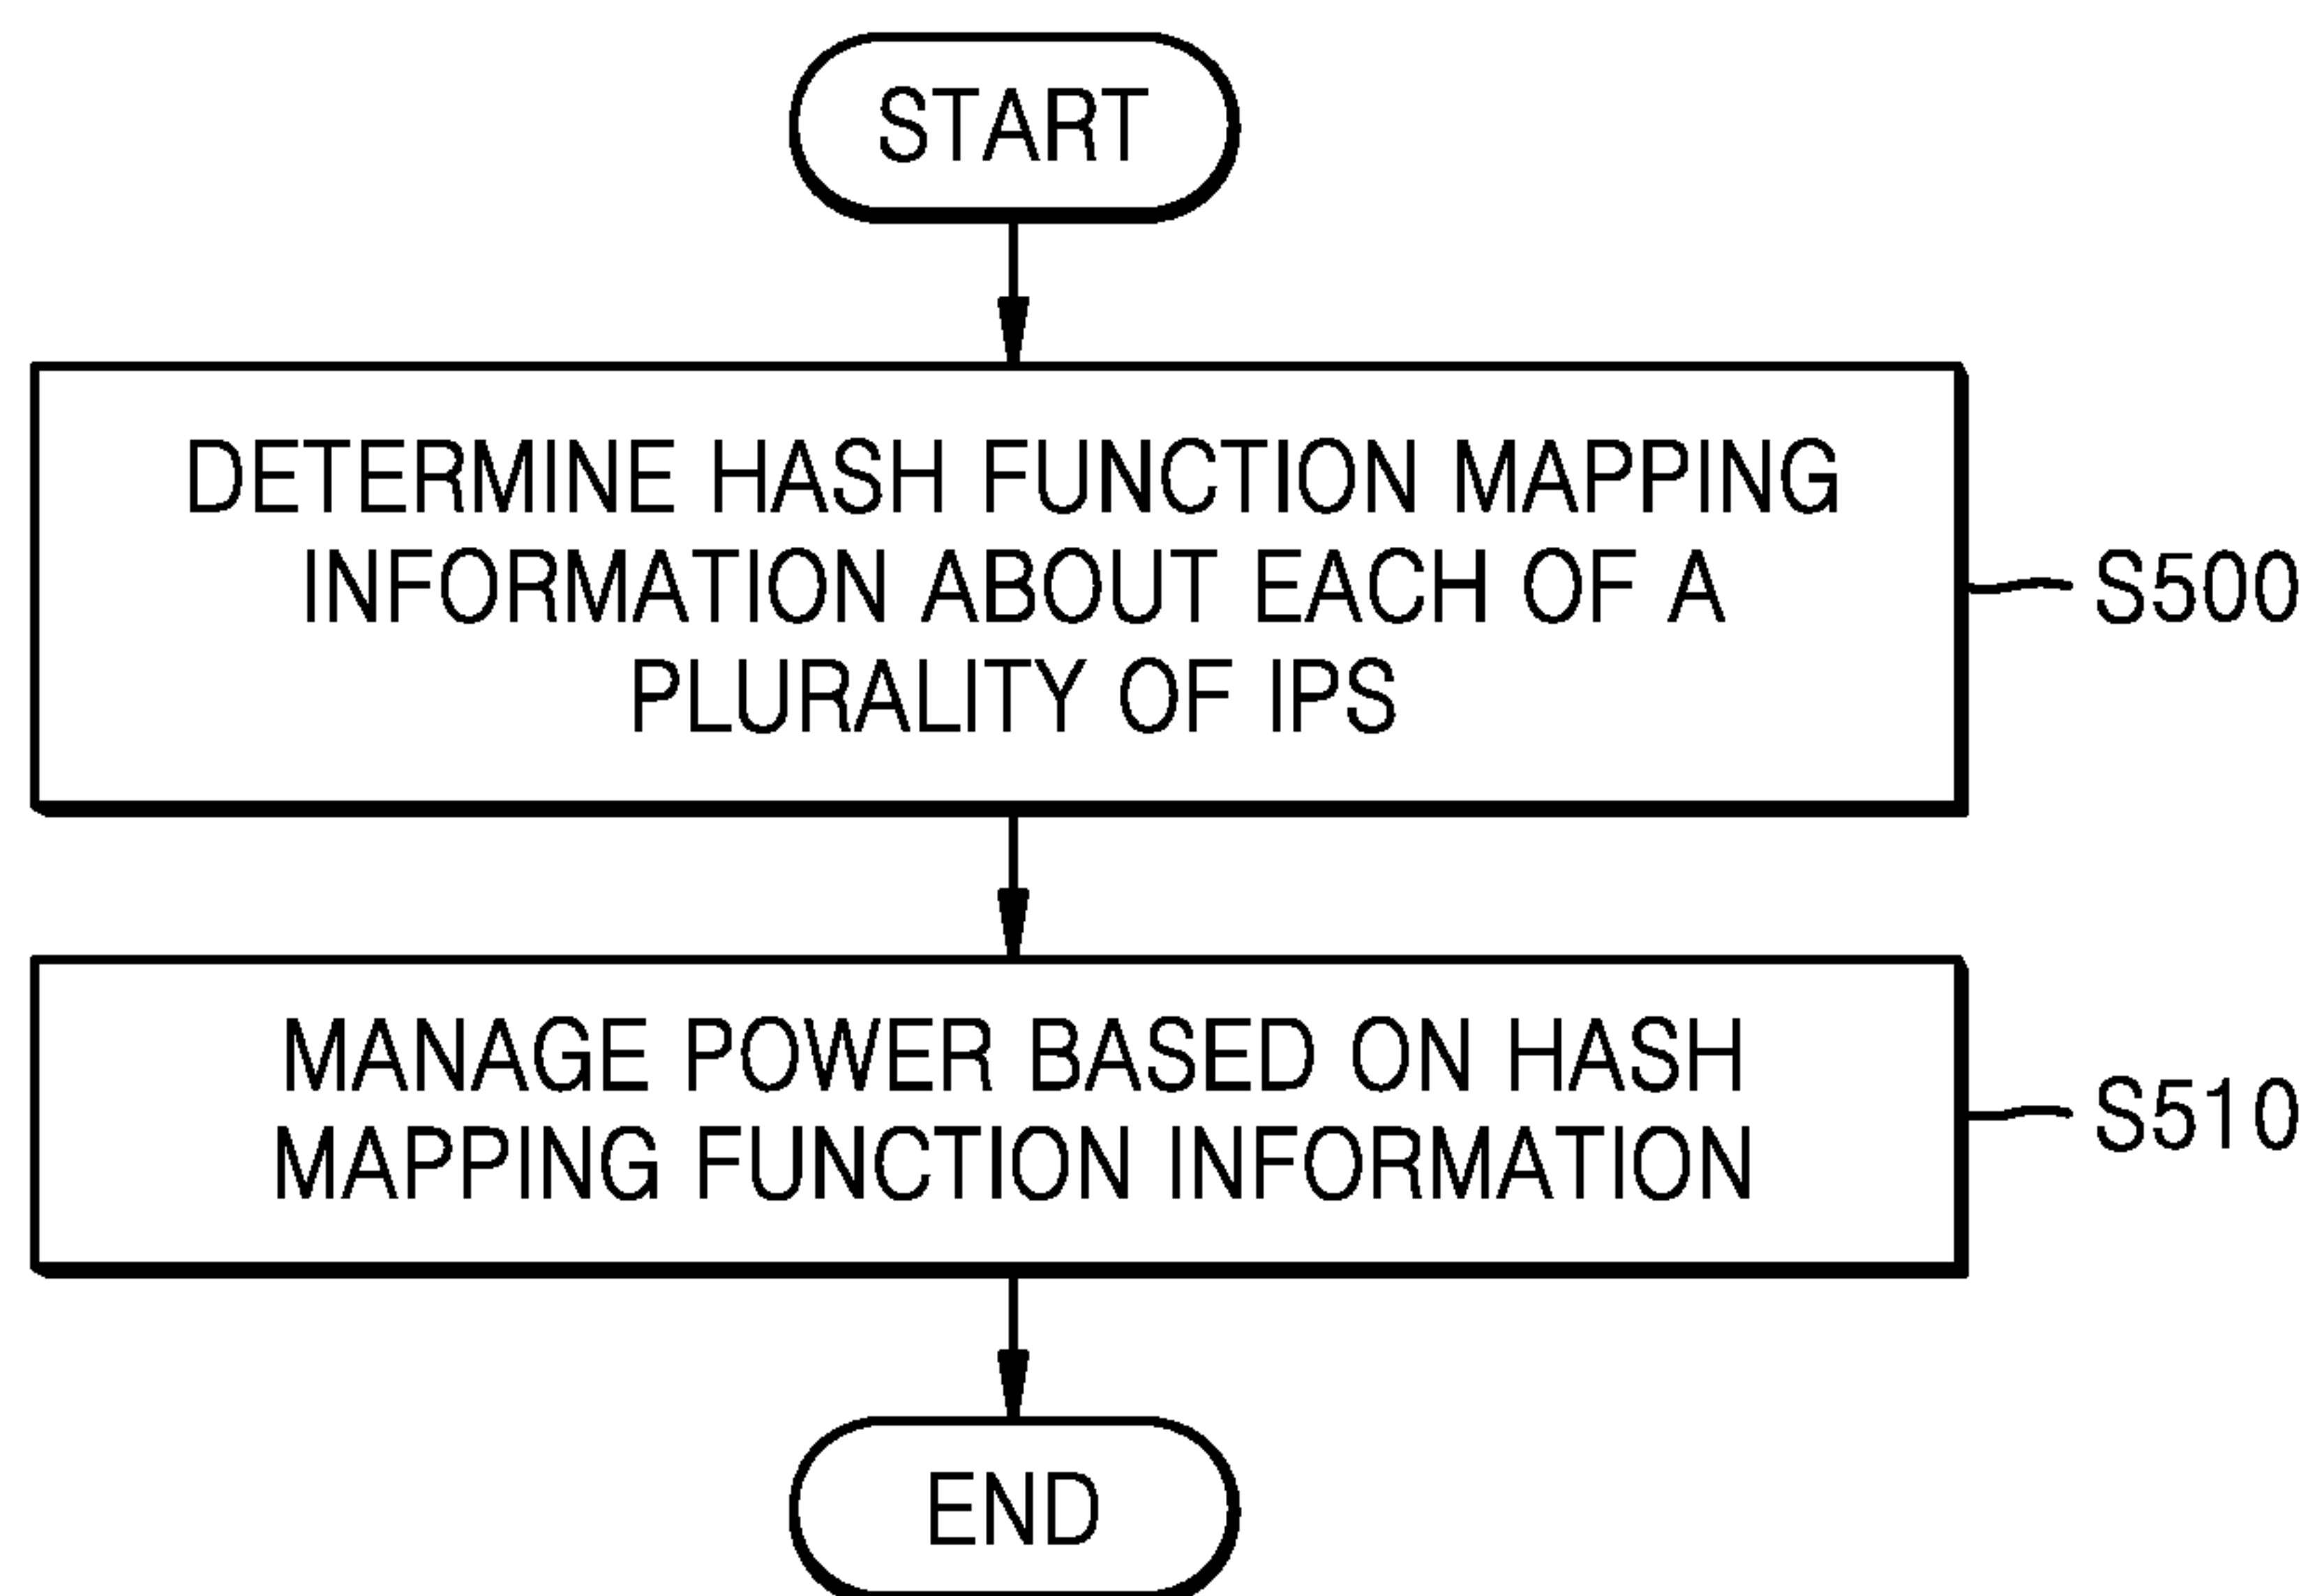 START
DETERMINE HASH FUNCTION MAPPING
INFORMATION ABOUT EACH OF A
PLURALITY OF IPS
S500
MANAGE POWER BASED ON HASH
MAPPING FUNCTION INFORMATION
S510
END